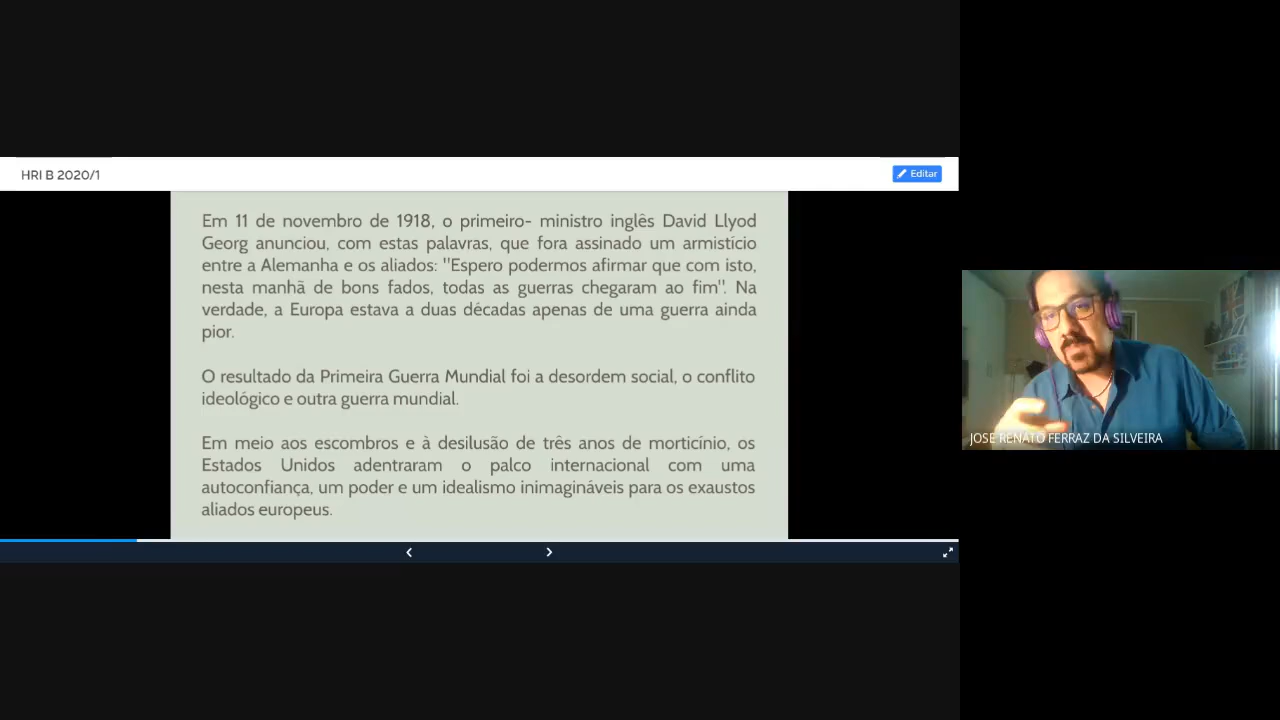 HRI B 2020/1
Editar
Em 11 de novembro de 1918, o primeiro- ministro inglês David Llyod
Georg anunciou, com estas palavras, que fora assinado um armistício
entre a Alemanha e os aliados: "Espero podermos afirmar que com isto,
nesta manhã de bons fados, todas as guerras chegaram ao fim". Na
verdade, a Europa estava a duas décadas apenas de uma guerra ainda
pior.
O resultado da Primeira Guerra Mundial foi a desordem social, o conflito
ideológico e outra guerra mundial.
Em meio aos escombros e à desilusão de três anos de morticínio, os
Estados Unidos adentraram o palco internacional com uma
autoconfiança, um poder e um idealismo inimagináveis para os exaustos
aliados europeus.
JOSE RENATO FERRAZ DA SILVEIRA